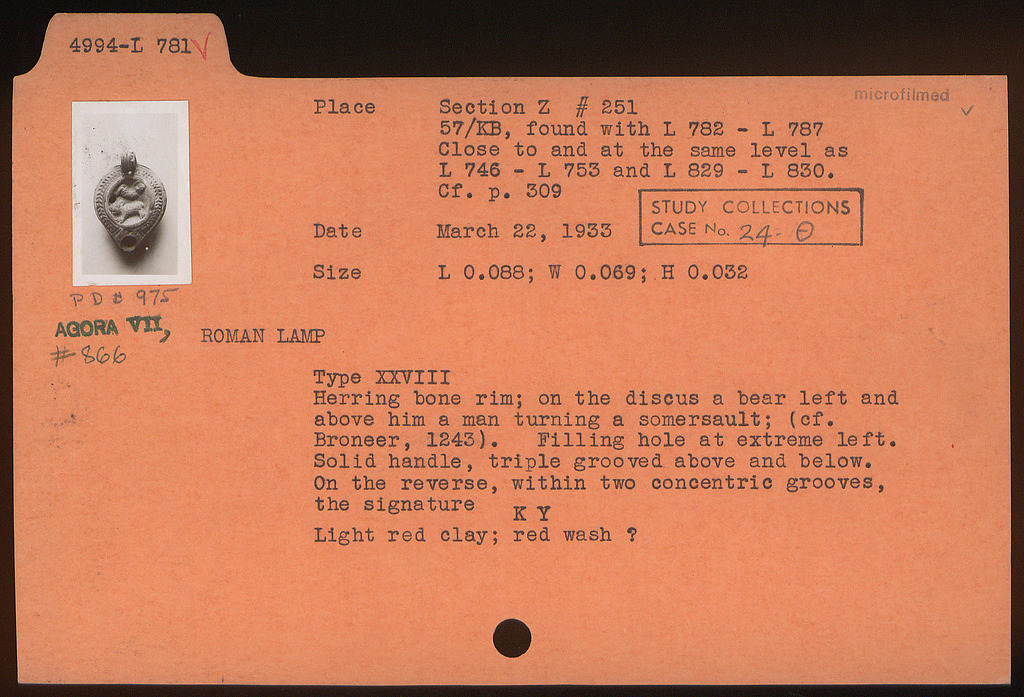 4994-L 781 √
microfilmed ✓
Place Section Z # 251
57/KB, found with L 782 - L 787
Close to and at the same level as
L 746 - L 753 and L 829 - L 830.
Cf. p. 309
STUDY COLLECTIONS
CASE No. 24-Θ
Date March 22, 1933
Size L 0.088; W 0.069; H 0.032
PD# 975
AGORA VII,
#866
ROMAN LAMP
Type XXVIII
Herring bone rim; on the discus a bear left and
above him a man turning a somersault; (cf.
Broneer, 1243). Filling hole at extreme left.
Solid handle, triple grooved above and below.
On the reverse, within two concentric grooves,
the signature K Y
Light red clay; red wash ?